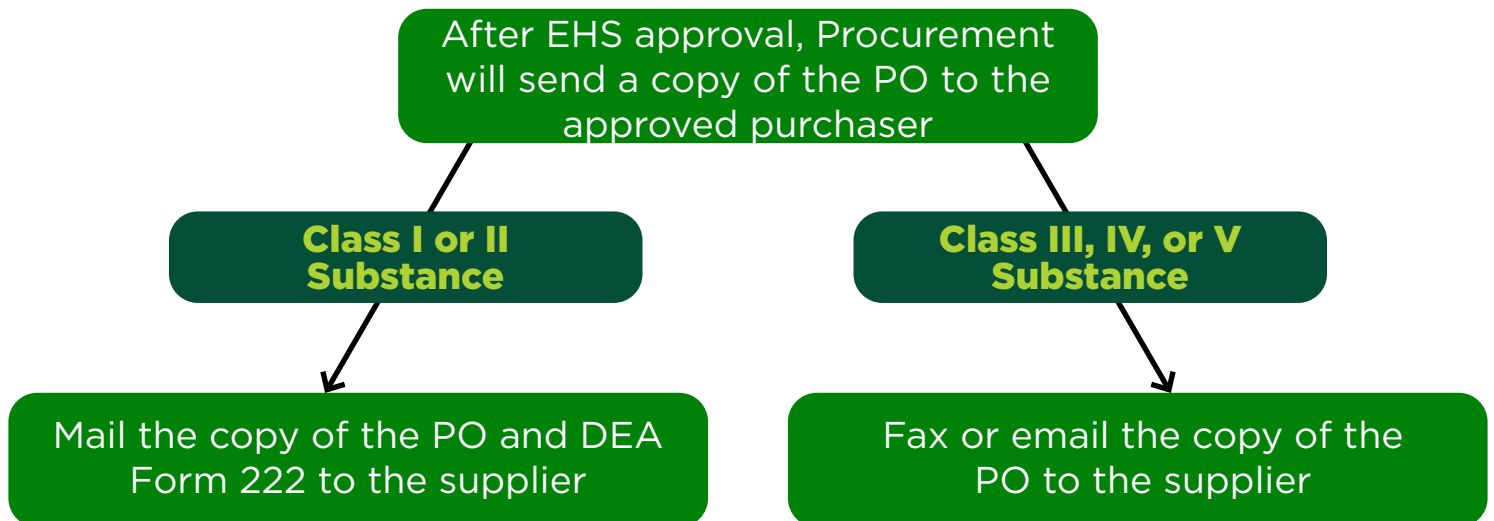 After EHS approval, Procurement
will send a copy of the PO to the
approved purchaser
Class I or II
Substance
Class III, IV, or V
Substance
Mail the copy of the PO and DEA
Form 222 to the supplier
Fax or email the copy of the
PO to the supplier